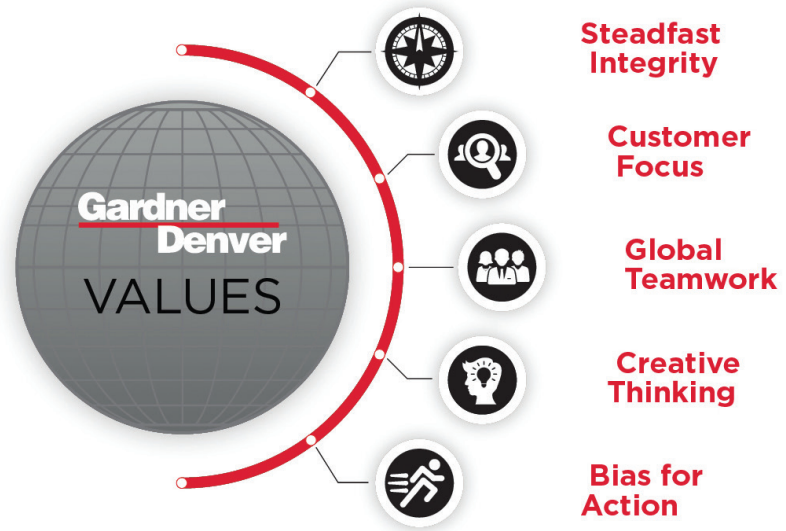 Gardner
Denver
VALUES
Steadfast
Integrity
Customer
Focus
Global
Teamwork
Creative
Thinking
Bias for
Action